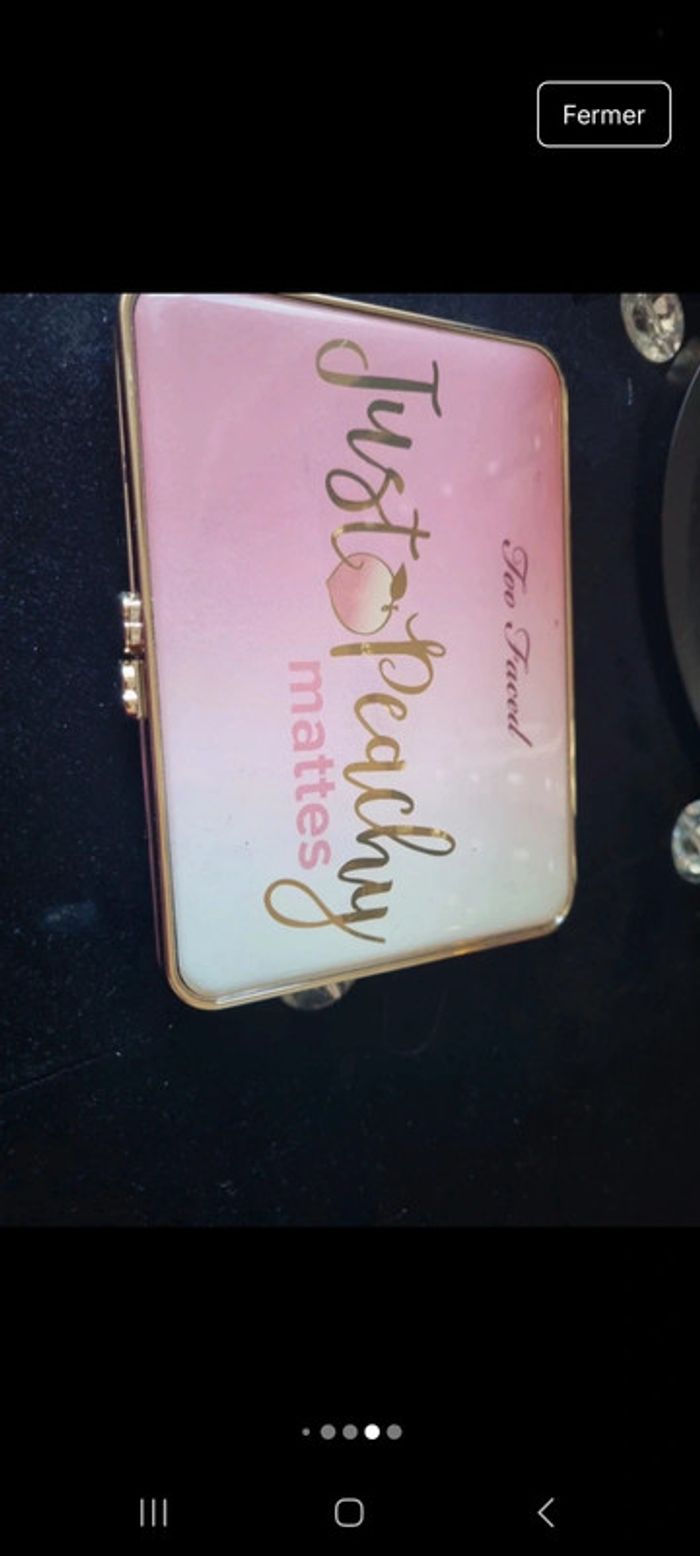 Fermer
Too Faced
Just Peachy
mattes